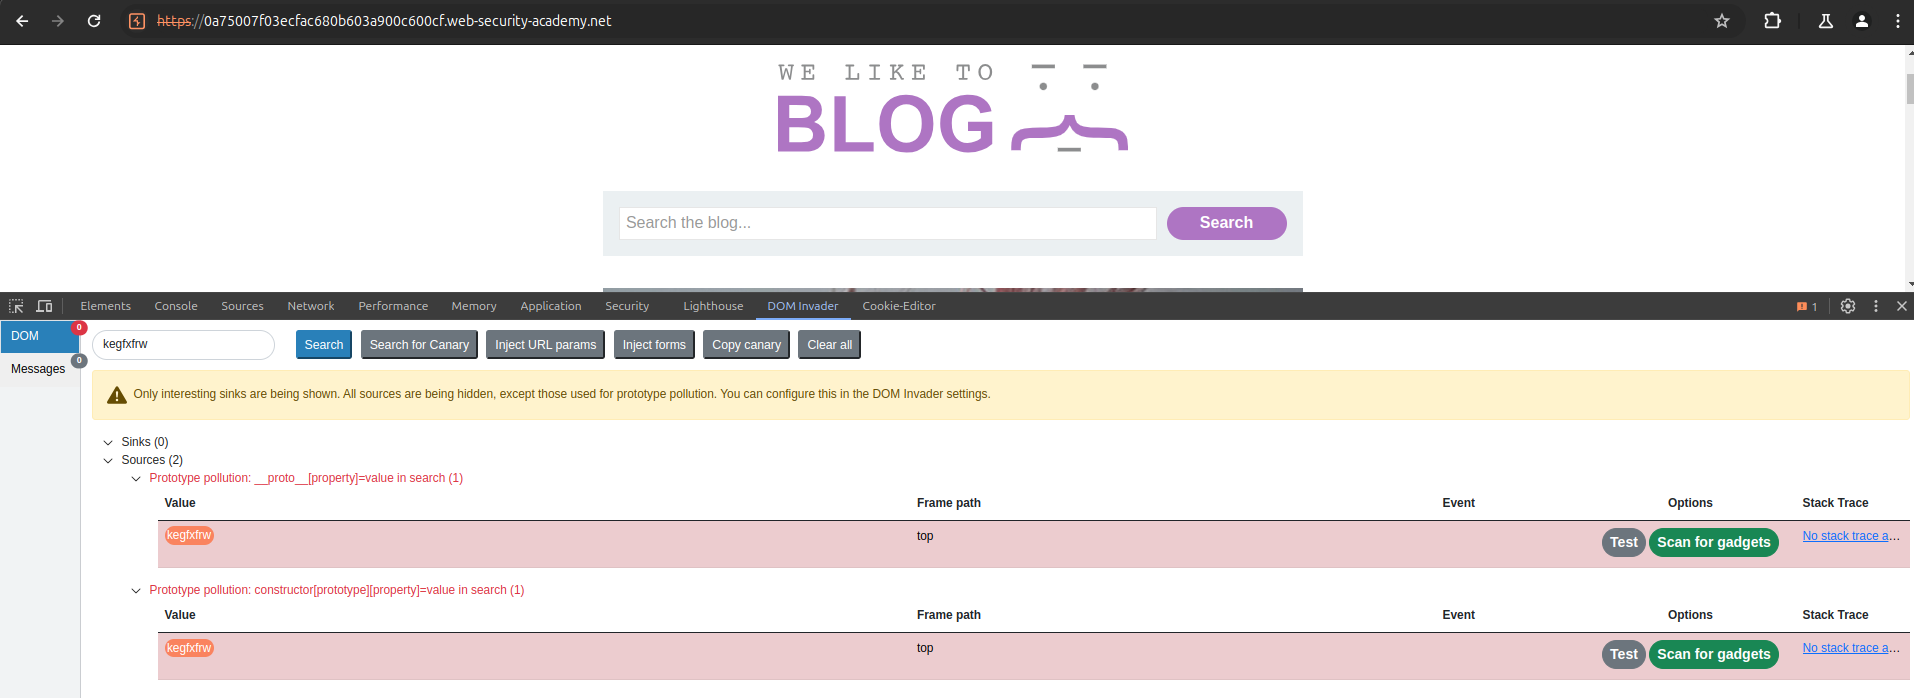 https://0a75007f03ecfac680b603a900c600cf.web-security-academy.net
WE LIKE TO
BLOG
Search the blog...
Search
Elements Console Sources Network Performance Memory Application Security Lighthouse DOM Invader Cookie-Editor 1
DOM 0
Messages 0
kegfxfrw Search Search for Canary Inject URL params Inject forms Copy canary Clear all
Only interesting sinks are being shown. All sources are being hidden, except those used for prototype pollution. You can configure this in the DOM Invader settings.
Sinks (0)
Sources (2)
Prototype pollution: __proto__[property]=value in search (1)
Value Frame path Event Options Stack Trace
kegfxfrw top Test Scan for gadgets No stack trace a...
Prototype pollution: constructor[prototype][property]=value in search (1)
Value Frame path Event Options Stack Trace
kegfxfrw top Test Scan for gadgets No stack trace a...